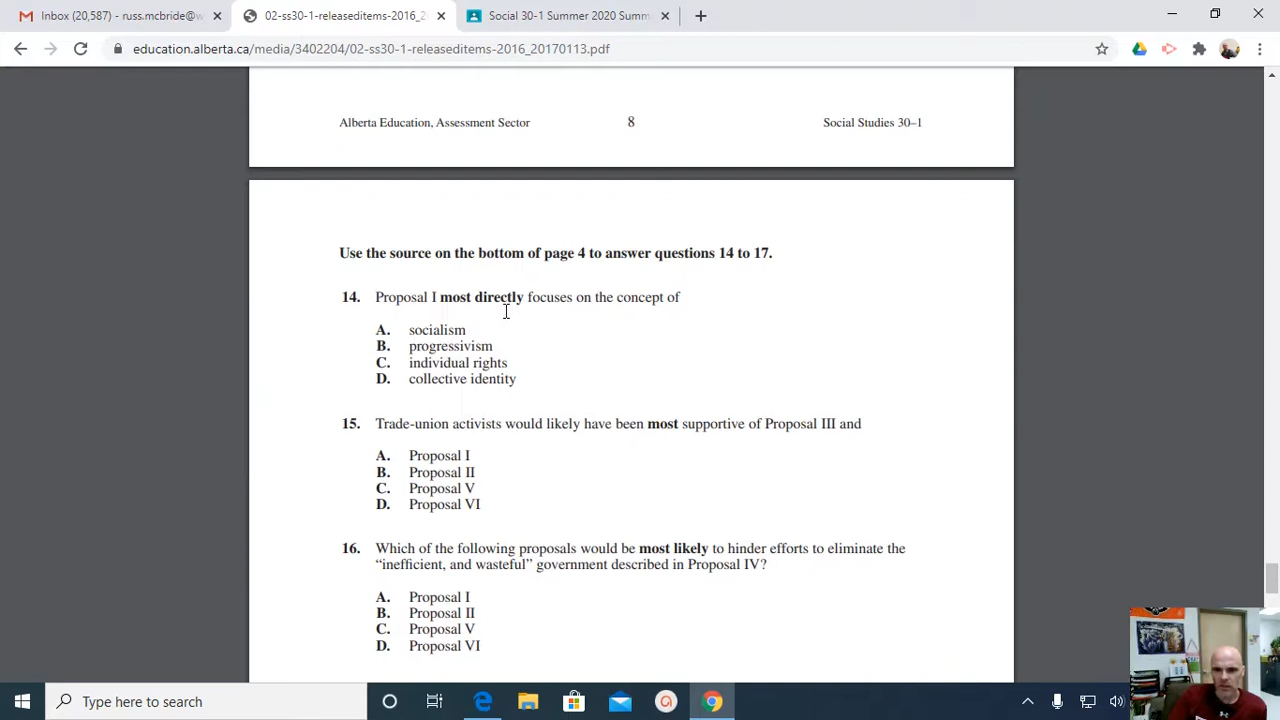 Inbox (20,587) - russ.mcbride@w
02-ss30-1-releaseditems-2016_2
Social 30-1 Summer 2020 Summ
education.alberta.ca/media/3402204/02-ss30-1-releaseditems-2016_20170113.pdf
Alberta Education, Assessment Sector 8 Social Studies 30–1
Use the source on the bottom of page 4 to answer questions 14 to 17.
14. Proposal I most directly focuses on the concept of
A. socialism
B. progressivism
C. individual rights
D. collective identity
15. Trade-union activists would likely have been most supportive of Proposal III and
A. Proposal I
B. Proposal II
C. Proposal V
D. Proposal VI
16. Which of the following proposals would be most likely to hinder efforts to eliminate the
“inefficient, and wasteful” government described in Proposal IV?
A. Proposal I
B. Proposal II
C. Proposal V
D. Proposal VI
Type here to search